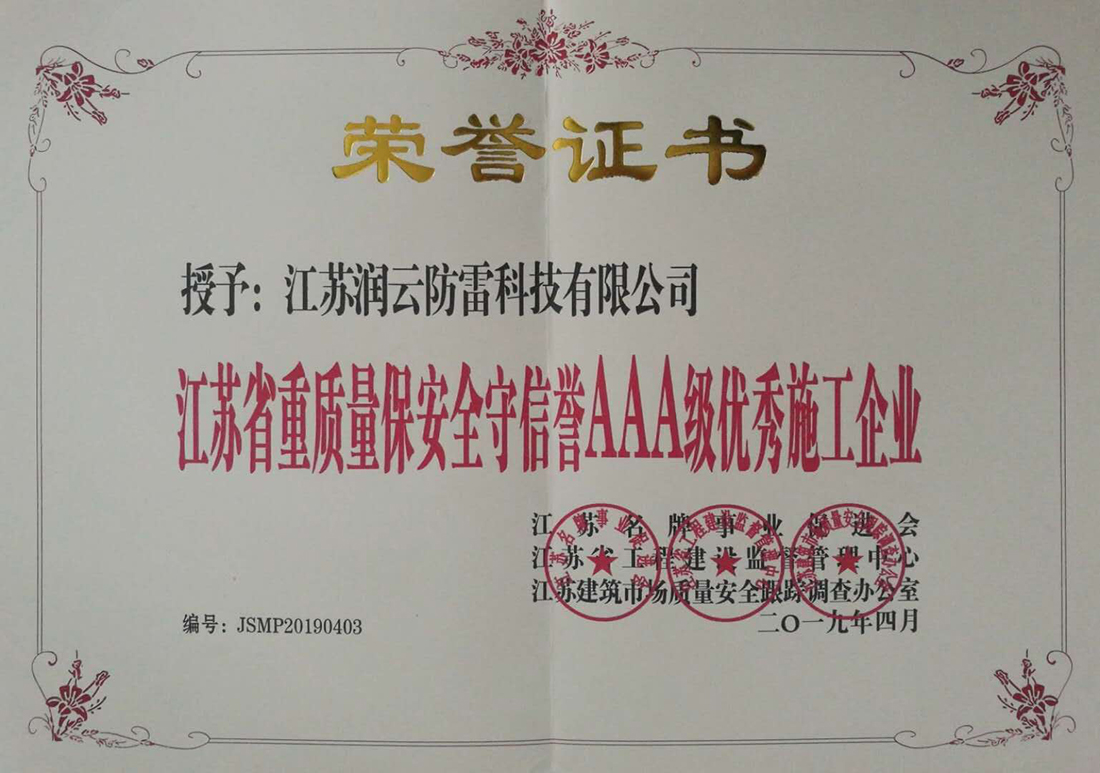 荣誉证书
授予：江苏润云防雷科技有限公司
江苏省重质量保安全守信誉AAA级优秀施工企业
江苏名牌事业促进会
江苏省工程建设监督管理中心
江苏建筑市场质量安全跟踪调查办公室
二〇一九年四月
编号：JSMP20190403